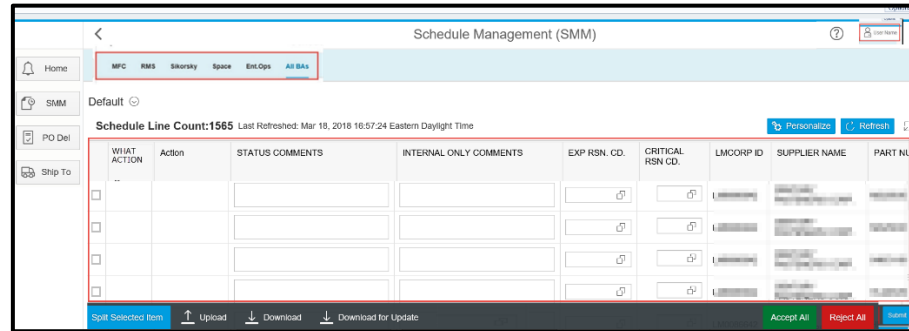 Schedule Management (SMM)
User Name
MFC RMS Sikorsky Space Ent.Ops All BAs
Home
SMM
PO Del
Ship To
Default
Schedule Line Count:1565 Last Refreshed: Mar 18, 2018 16:57:24 Eastern Daylight Time
Personalize Refresh
WHAT ACTION Action STATUS COMMENTS INTERNAL ONLY COMMENTS EXP RSN. CD. CRITICAL RSN CD. LMCORP ID SUPPLIER NAME PART NU
Split Selected Item Upload Download Download for Update Accept All Reject All Submit